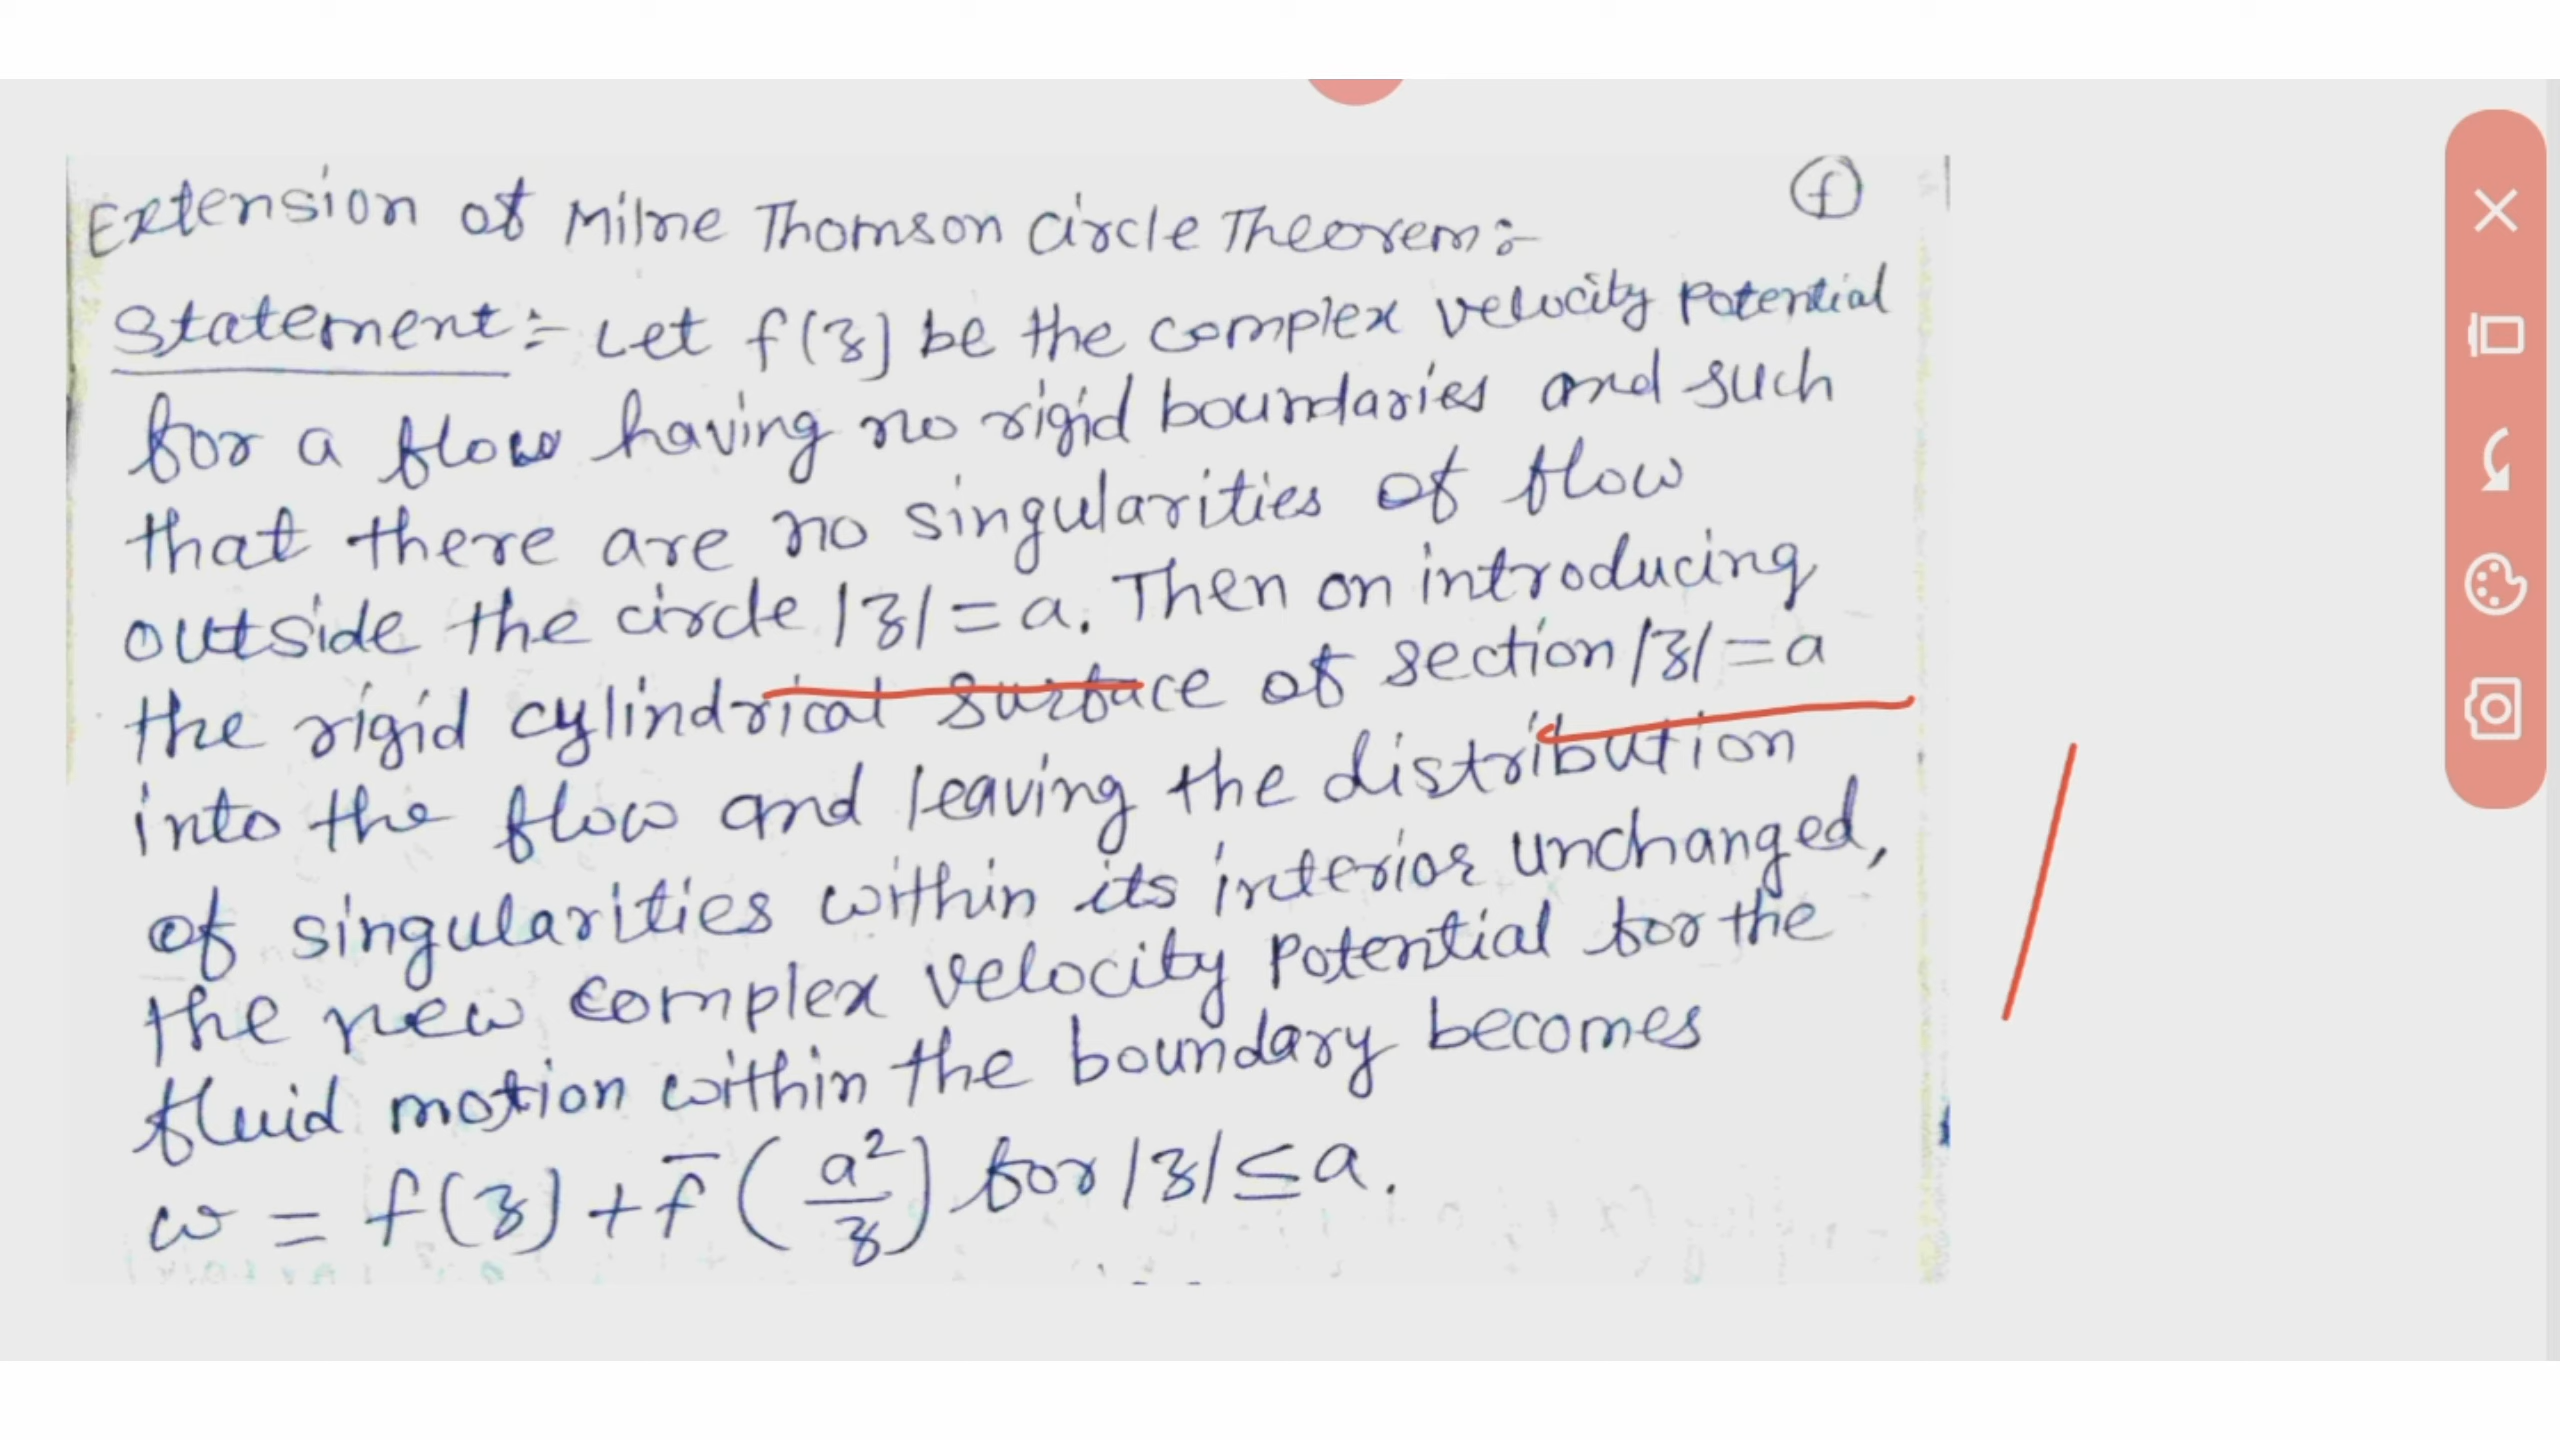 Extension of Milne Thomson Circle Theorem:-
f
Statement:- Let f(z) be the complex velocity potential
for a flow having no rigid boundaries and such
that there are no singularities of flow
outside the circle |z| = a. Then on introducing
the rigid cylindrical surface of section |z| = a
into the flow and leaving the distribution
of singularities within its interior unchanged,
the new complex velocity potential for the
fluid motion within the boundary becomes
w = f(z) + f̄(a²/z) for |z| ≤ a.